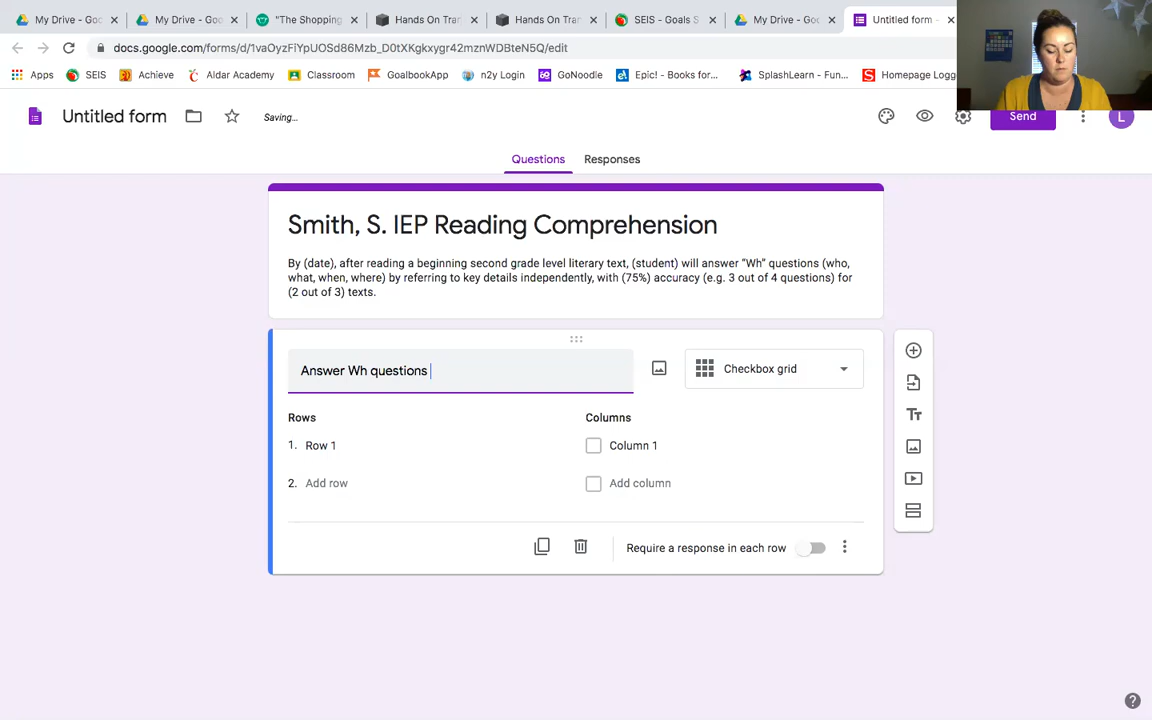 My Drive - Goo
My Drive - Goo
"The Shopping
Hands On Tran
Hands On Tran
SEIS - Goals S
My Drive - Goo
Untitled form -
docs.google.com/forms/d/1vaOyzFiYpUOSd86Mzb_D0tXKgkxygr42mznWDBteN5Q/edit
Apps
SEIS
Achieve
Aldar Academy
Classroom
GoalbookApp
n2y Login
GoNoodle
Epic! - Books for...
SplashLearn - Fun...
Homepage Logg
Untitled form
Saving...
Send
L
Questions
Responses
Smith, S. IEP Reading Comprehension
By (date), after reading a beginning second grade level literary text, (student) will answer "Wh" questions (who,
what, when, where) by referring to key details independently, with (75%) accuracy (e.g. 3 out of 4 questions) for
(2 out of 3) texts.
Answer Wh questions
Checkbox grid
Rows
Columns
1. Row 1
Column 1
2. Add row
Add column
Require a response in each row